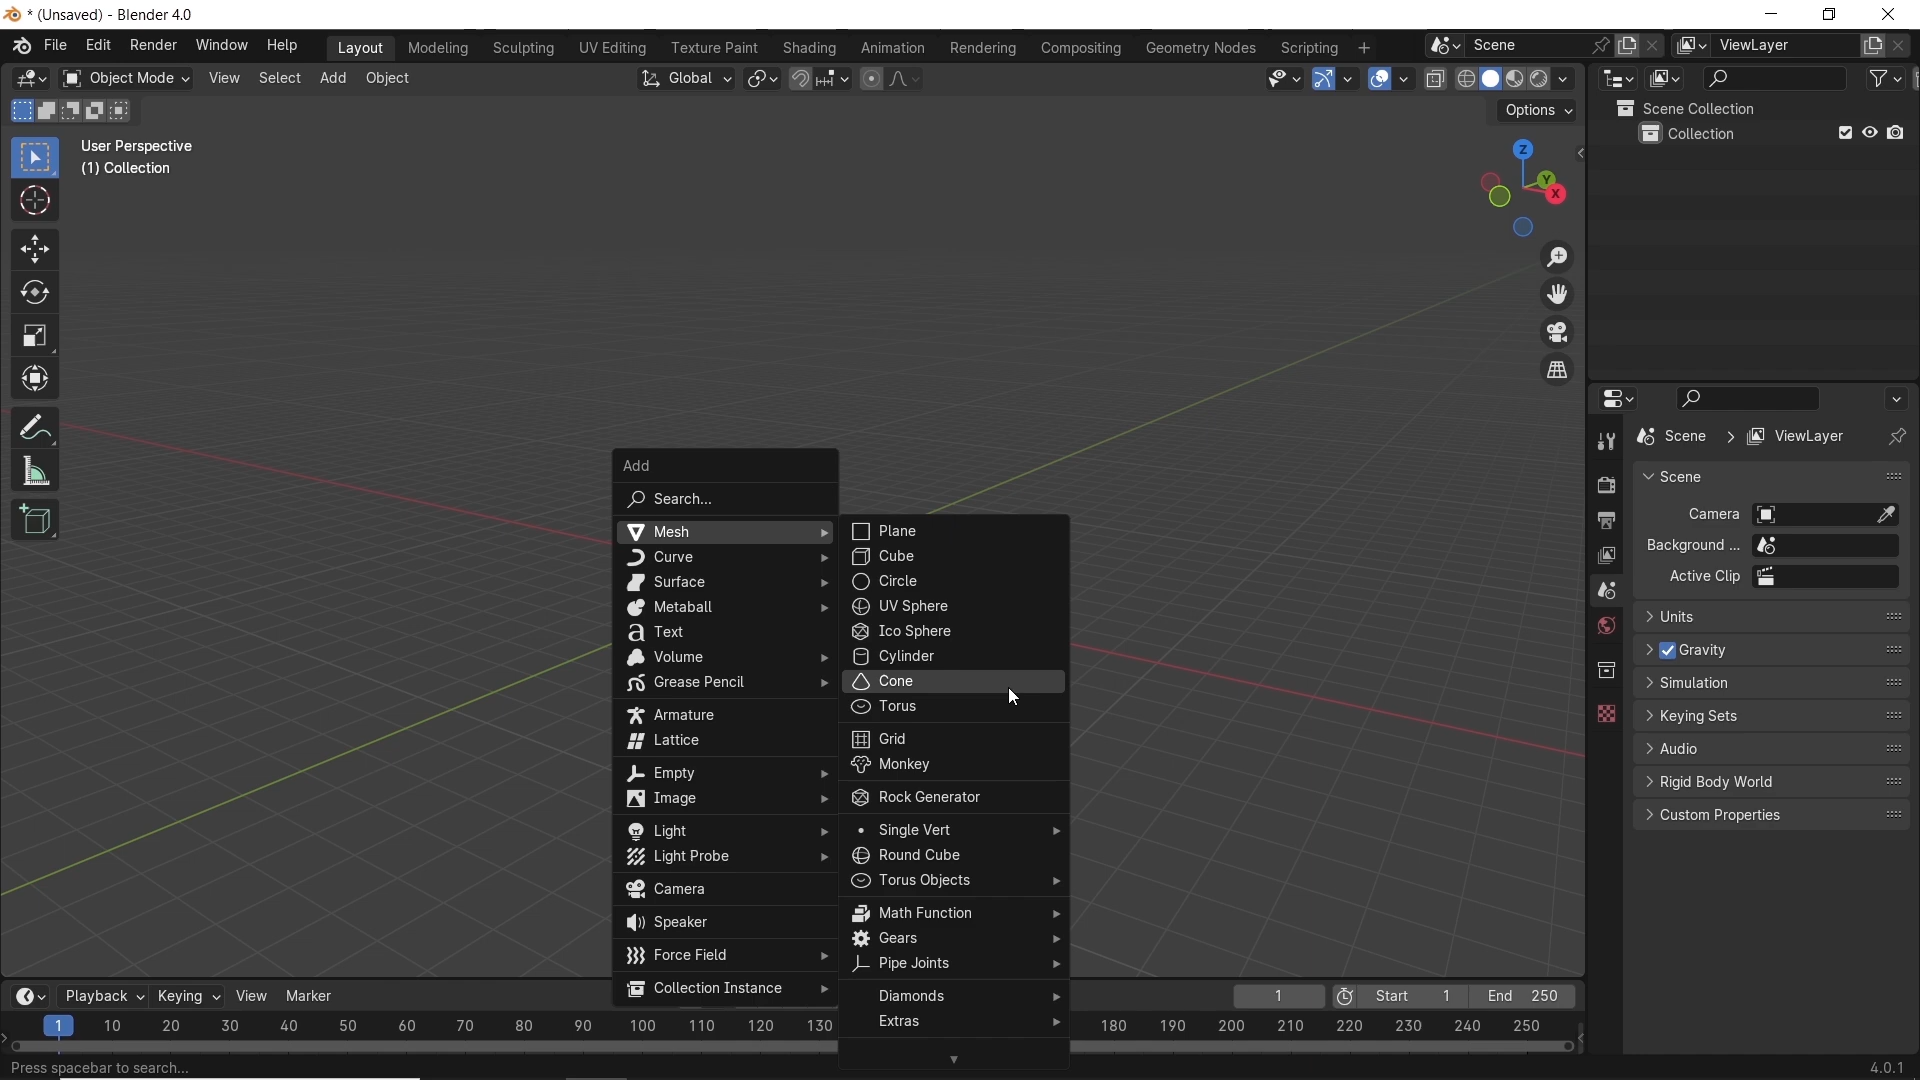 * (Unsaved) - Blender 4.0
File Edit Render Window Help Layout Modeling Sculpting UV Editing Texture Paint Shading Animation Rendering Compositing Geometry Nodes Scripting + Scene ViewLayer
Object Mode View Select Add Object Global
Options
User Perspective
(1) Collection
Z
Y
X
Scene Collection
Collection
Scene > ViewLayer
Scene
Camera
Background ...
Active Clip
Units
Gravity
Simulation
Keying Sets
Audio
Rigid Body World
Custom Properties
Add
Search...
Mesh
Curve
Surface
Metaball
Text
Volume
Grease Pencil
Armature
Lattice
Empty
Image
Light
Light Probe
Camera
Speaker
Force Field
Collection Instance
Plane
Cube
Circle
UV Sphere
Ico Sphere
Cylinder
Cone
Torus
Grid
Monkey
Rock Generator
Single Vert
Round Cube
Torus Objects
Math Function
Gears
Pipe Joints
Diamonds
Extras
Playback Keying View Marker 1 Start 1 End 250
1 10 20 30 40 50 60 70 80 90 100 110 120 130 180 190 200 210 220 230 240 250
Press spacebar to search... 4.0.1